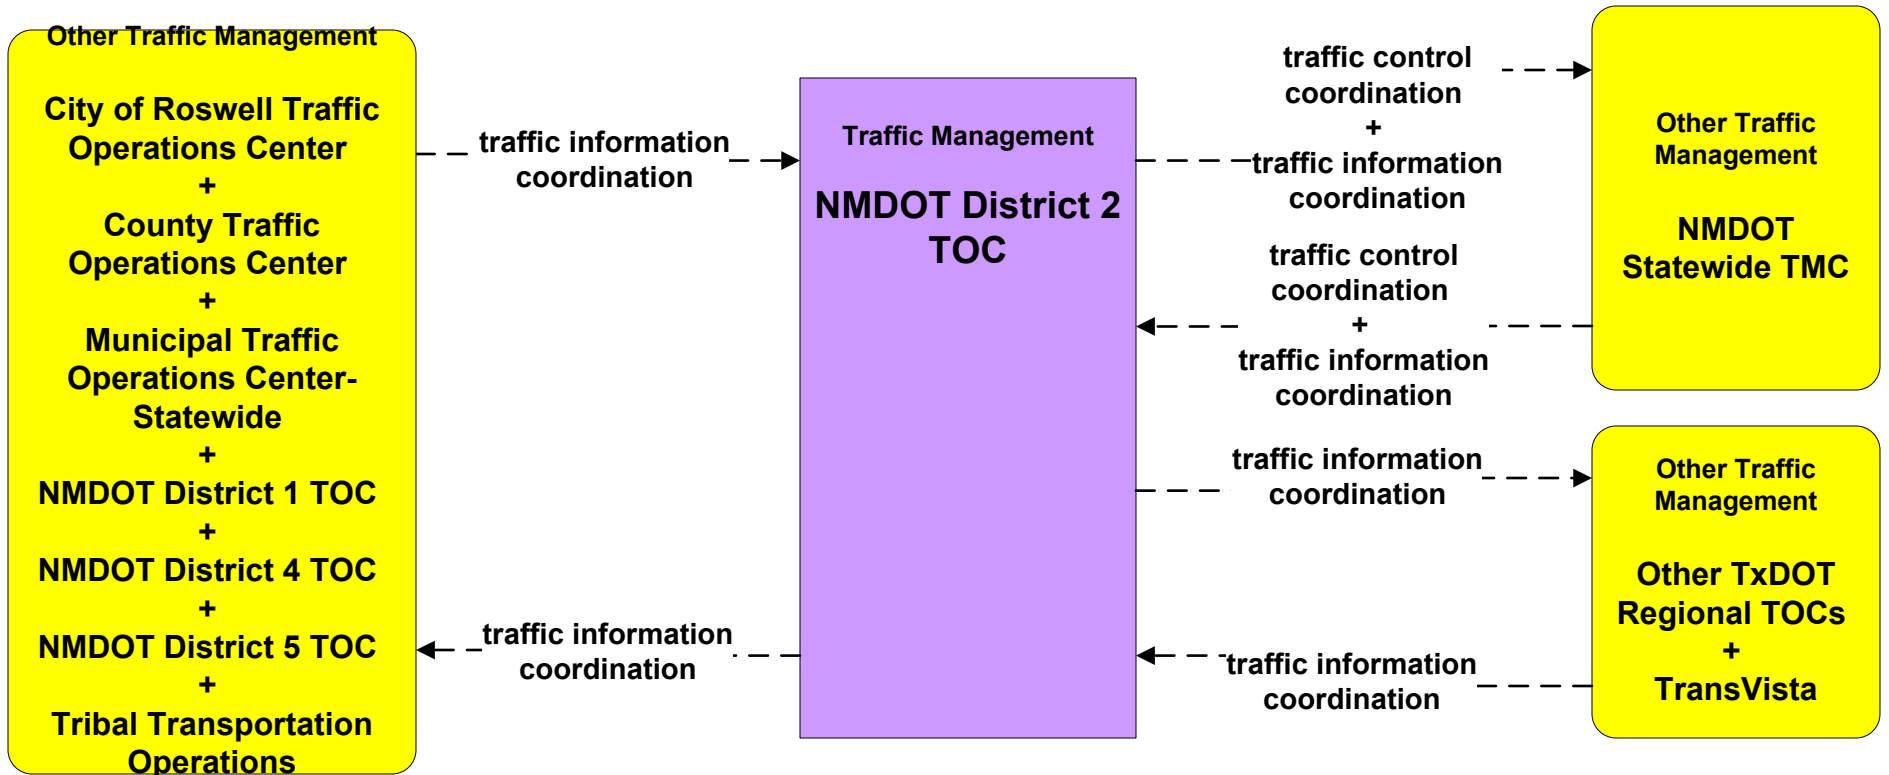 Other Traffic Management
City of Roswell Traffic
Operations Center
+
County Traffic
Operations Center
+
Municipal Traffic
Operations Center-
Statewide
+
NMDOT District 1 TOC
+
NMDOT District 4 TOC
+
NMDOT District 5 TOC
+
Tribal Transportation
Operations
traffic information
coordination
traffic information
coordination
Traffic Management
NMDOT District 2
TOC
traffic control
coordination
+
traffic information
coordination
traffic control
coordination
+
traffic information
coordination
traffic information
coordination
traffic information
coordination
Other Traffic
Management
NMDOT
Statewide TMC
Other Traffic
Management
Other TxDOT
Regional TOCs
+
TransVista